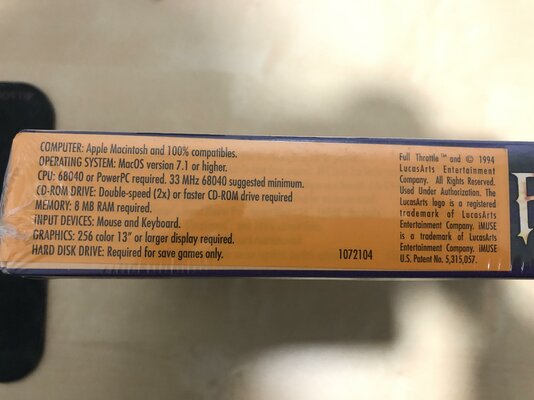 COMPUTER: Apple Macintosh and 100% compatibles.
OPERATING SYSTEM: MacOS version 7.1 or higher.
CPU: 68040 or PowerPC required. 33 MHz 68040 suggested minimum.
CD-ROM DRIVE: Double-speed (2x) or faster CD-ROM drive required
MEMORY: 8 MB RAM required.
INPUT DEVICES: Mouse and Keyboard.
GRAPHICS: 256 color 13" or larger display required.
HARD DISK DRIVE: Required for save games only.
1072104
Full Throttle™ and © 1994
LucasArts Entertainment
Company. All Rights Reserved.
Used Under Authorization. The
LucasArts logo is a registered
trademark of LucasArts
Entertainment Company. iMUSE
is a trademark of LucasArts
Entertainment Company. iMUSE
U.S. Patent No. 5,315,057.